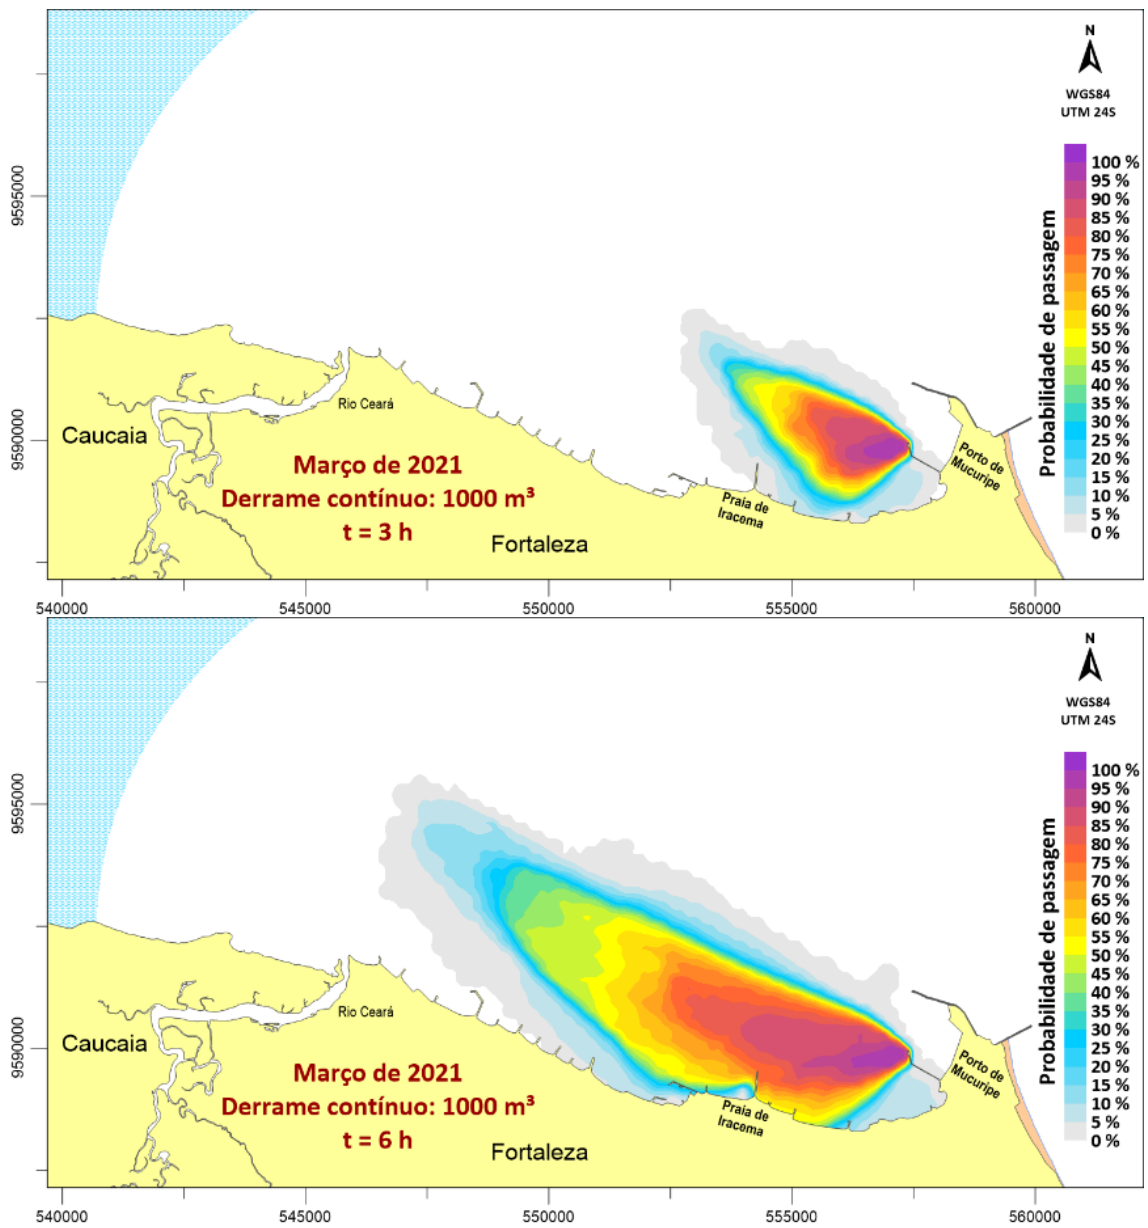 N
WGS84
UTM 24S
Probabilidade de passagem
100 %
95 %
90 %
85 %
80 %
75 %
70 %
65 %
60 %
55 %
50 %
45 %
40 %
35 %
30 %
25 %
20 %
15 %
10 %
5 %
0 %
9595000
9590000
Caucaia
Rio Ceará
Março de 2021
Derrame contínuo: 1000 m³
t = 3 h
Fortaleza
Praia de
Iracema
Porto de
Mucuripe
540000
545000
550000
555000
560000
N
WGS84
UTM 24S
Probabilidade de passagem
100 %
95 %
90 %
85 %
80 %
75 %
70 %
65 %
60 %
55 %
50 %
45 %
40 %
35 %
30 %
25 %
20 %
15 %
10 %
5 %
0 %
9595000
9590000
Caucaia
Rio Ceará
Março de 2021
Derrame contínuo: 1000 m³
t = 6 h
Fortaleza
Praia de
Iracema
Porto de
Mucuripe
540000
545000
550000
555000
560000